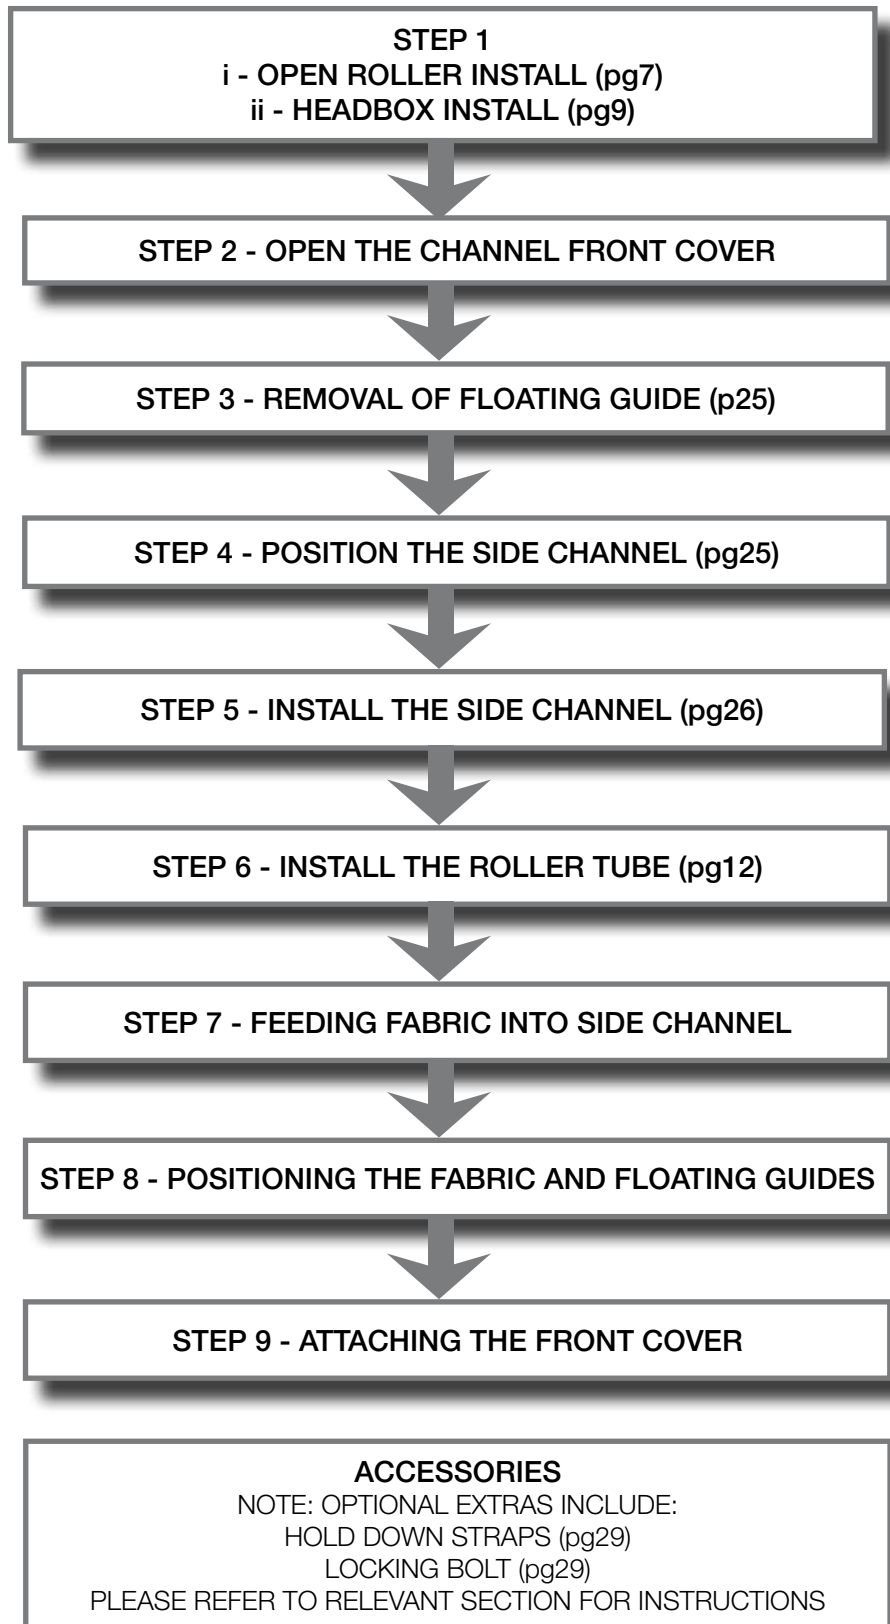 STEP 1
i - OPEN ROLLER INSTALL (pg7)
ii - HEADBOX INSTALL (pg9)
STEP 2 - OPEN THE CHANNEL FRONT COVER
STEP 3 - REMOVAL OF FLOATING GUIDE (p25)
STEP 4 - POSITION THE SIDE CHANNEL (pg25)
STEP 5 - INSTALL THE SIDE CHANNEL (pg26)
STEP 6 - INSTALL THE ROLLER TUBE (pg12)
STEP 7 - FEEDING FABRIC INTO SIDE CHANNEL
STEP 8 - POSITIONING THE FABRIC AND FLOATING GUIDES
STEP 9 - ATTACHING THE FRONT COVER
ACCESSORIES
NOTE: OPTIONAL EXTRAS INCLUDE:
HOLD DOWN STRAPS (pg29)
LOCKING BOLT (pg29)
PLEASE REFER TO RELEVANT SECTION FOR INSTRUCTIONS